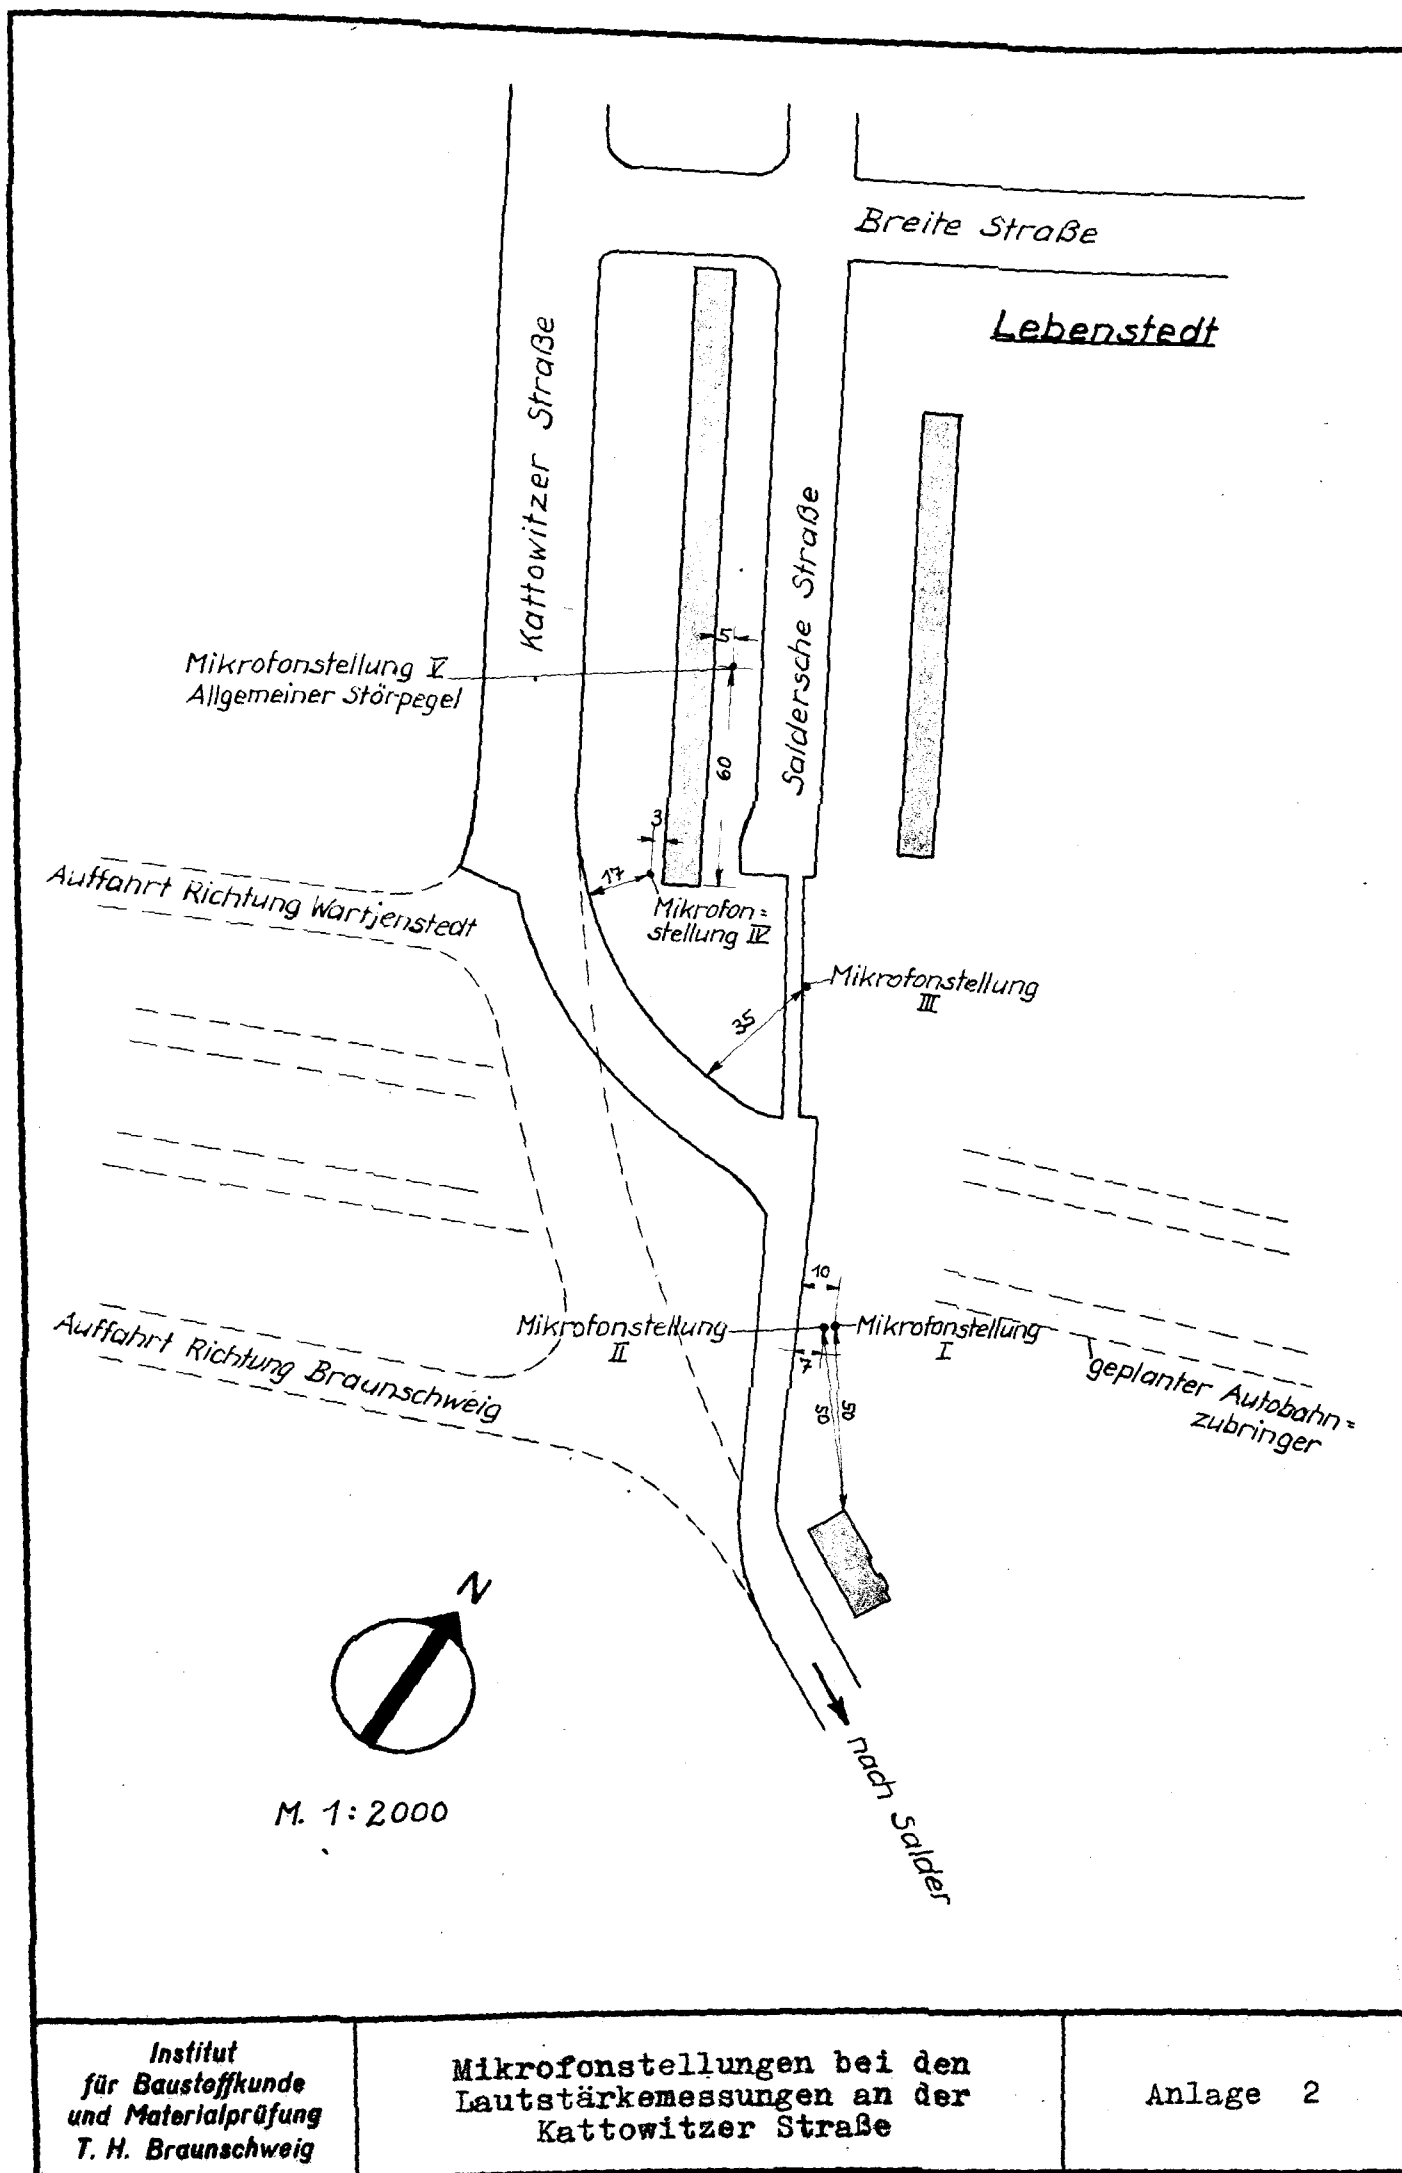 Breite Straße
Lebenstedt
Kattowitzer Straße
Saldersche Straße
5
Mikrofonstellung V
Allgemeiner Störpegel
60
3
17
Auffahrt Richtung Wartjenstedt
Mikrofon=
stellung IV
Mikrofonstellung
III
35
10
Mikrofonstellung
II
Mikrofonstellung
I
7
50
50
Auffahrt Richtung Braunschweig
geplanter Autobahn=
zubringer
N
M. 1:2000
nach Salder
Institut
für Baustoffkunde
und Materialprüfung
T. H. Braunschweig
Mikrofonstellungen bei den
Lautstärkemessungen an der
Kattowitzer Straße
Anlage 2